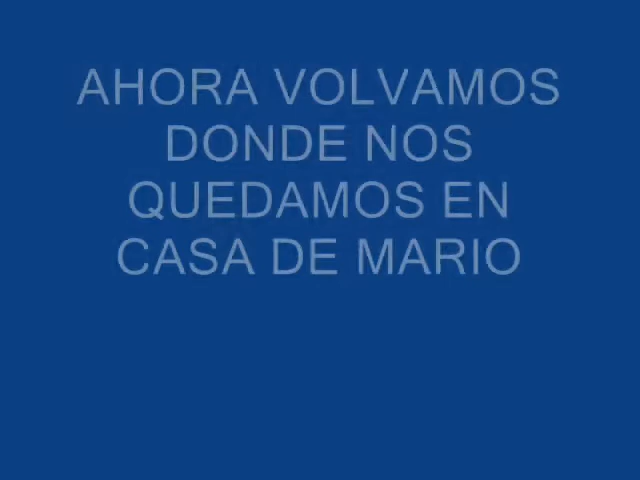 AHORA VOLVAMOS
DONDE NOS
QUEDAMOS EN
CASA DE MARIO